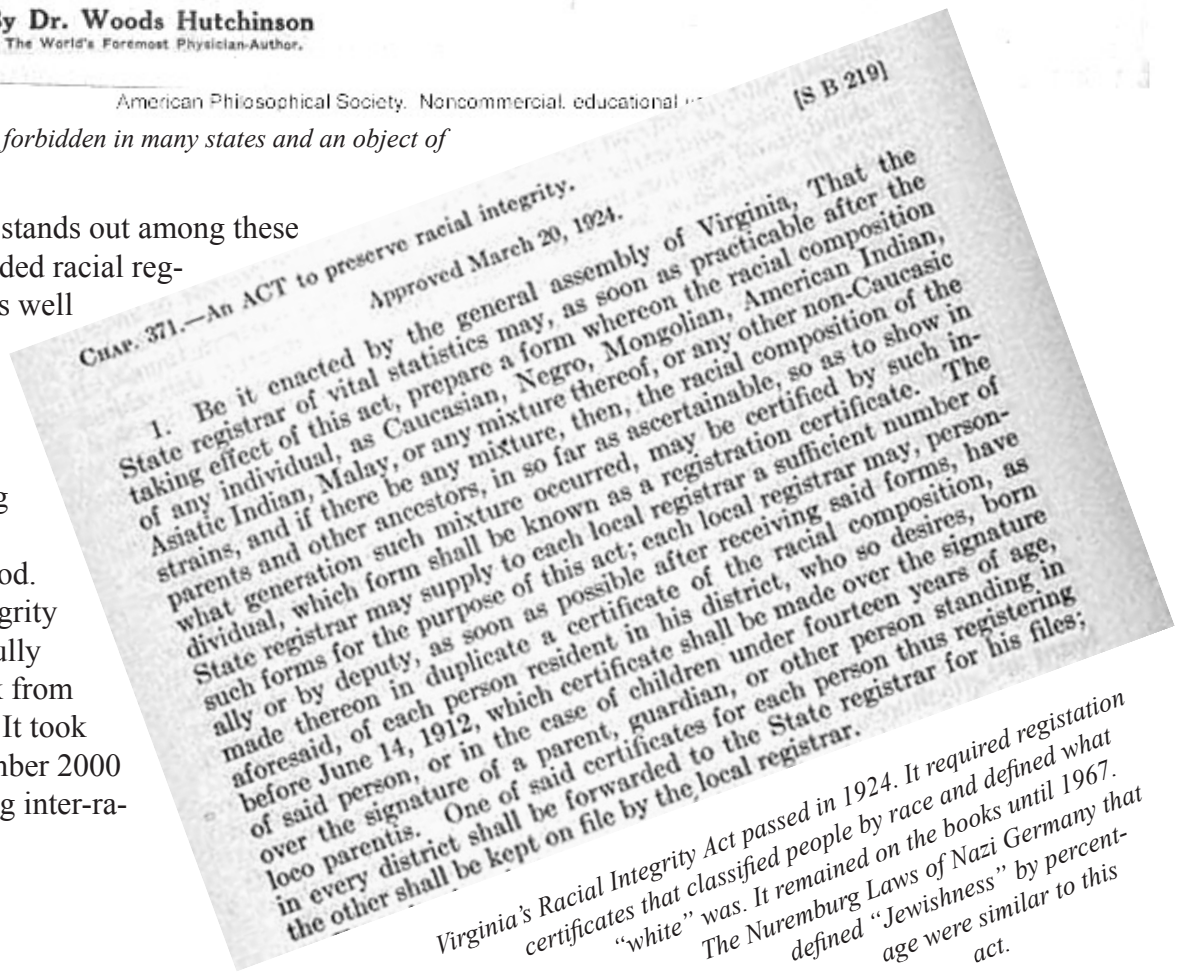 By Dr. Woods Hutchinson
The World's Foremost Physician-Author.
American Philosophical Society. Noncommercial, educational
forbidden in many states and an object of
stands out among these
ded racial reg-
s well
g
od.
grity
ully
from
It took
mber 2000
g inter-ra-
[S B 219]
CHAP. 371.—An ACT to preserve racial integrity.
Approved March 20, 1924.
1. Be it enacted by the general assembly of Virginia, That the
State registrar of vital statistics may, as soon as practicable after the
taking effect of this act, prepare a form whereon the racial composition
of any individual, as Caucasian, Negro, Mongolian, American Indian,
Asiatic Indian, Malay, or any mixture thereof, or any other non-Caucasic
strains, and if there be any mixture, then, the racial composition of the
parents and other ancestors, in so far as ascertainable, so as to show in
what generation such mixture occurred, may be certified by such in-
dividual, which form shall be known as a registration certificate. The
State registrar may supply to each local registrar a sufficient number of
such forms for the purpose of this act; each local registrar may, person-
ally or by deputy, as soon as possible after receiving said forms, have
made thereon in duplicate a certificate of the racial composition, as
aforesaid, of each person resident in his district, who so desires, born
before June 14, 1912, which certificate shall be made over the signature
of said person, or in the case of children under fourteen years of age,
over the signature of a parent, guardian, or other person standing in
loco parentis. One of said certificates for each person thus registering
in every district shall be forwarded to the State registrar for his files;
the other shall be kept on file by the local registrar.
Virginia's Racial Integrity Act passed in 1924. It required registation
certificates that classified people by race and defined what
“white” was. It remained on the books until 1967.
The Nuremburg Laws of Nazi Germany that
defined “Jewishness” by percent-
age were similar to this
act.